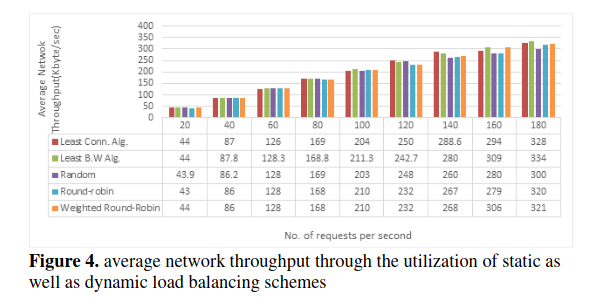 400
350
300
250
200
150
100
50
0
Average Netwok
Throughput(Kbyte/sec)
20 40 60 80 100 120 140 160 180
Least Conn. Alg. 44 87 126 169 204 250 288.6 294 328
Least B.W Alg. 44 87.8 128.3 168.8 211.3 242.7 280 309 334
Random 43.9 86.2 128 169 203 248 260 280 300
Round-robin 43 86 128 168 210 232 267 279 320
Weighted Round-Robin 44 86 128 168 210 232 268 306 321
No. of requests per second
Figure 4. average network throughput through the utilization of static as
well as dynamic load balancing schemes